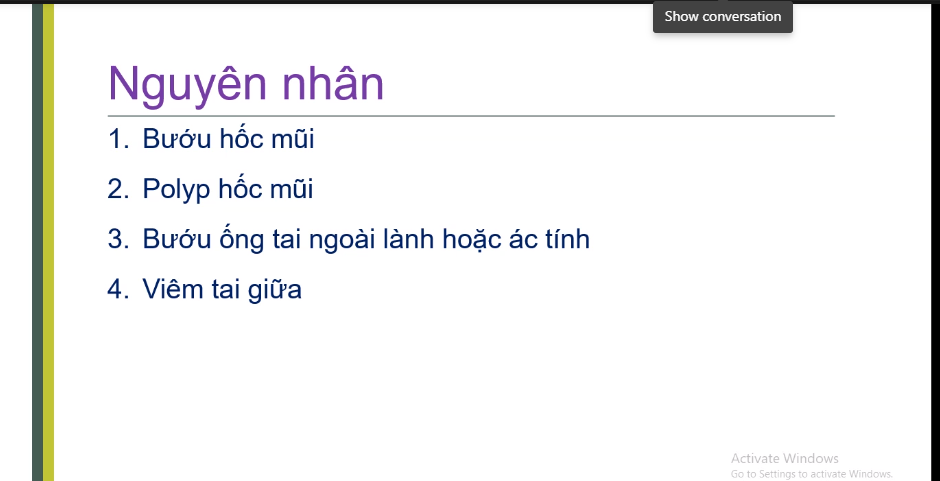 Show conversation
Nguyên nhân
1. Bướu hốc mũi
2. Polyp hốc mũi
3. Bướu ống tai ngoài lành hoặc ác tính
4. Viêm tai giữa
Activate Windows
Go to Settings to activate Windows.